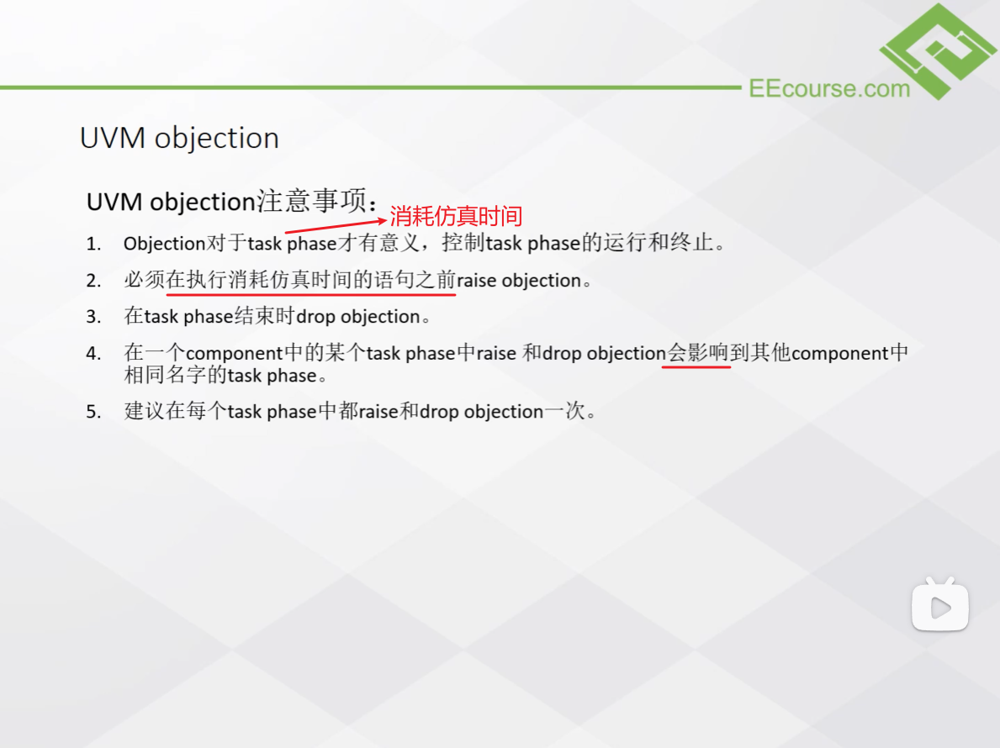 EEcourse.com
UVM objection
UVM objection注意事项：
消耗仿真时间
1. Objection对于task phase才有意义，控制task phase的运行和终止。
2. 必须在执行消耗仿真时间的语句之前raise objection。
3. 在task phase结束时drop objection。
4. 在一个component中的某个task phase中raise 和drop objection会影响到其他component中
相同名字的task phase。
5. 建议在每个task phase中都raise和drop objection一次。